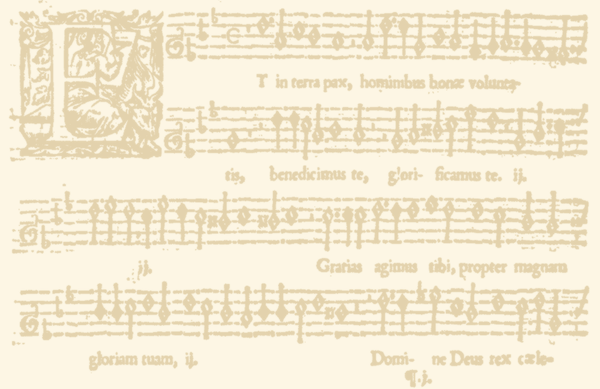 ET in terra pax, hominibus bonæ volunta-
tis, benedicimus te, glori- ficamus te. ij.
ij. Gratias agimus tibi, propter magnam
gloriam tuam, ij. Domi- ne Deus rex cæle-
¶.j.